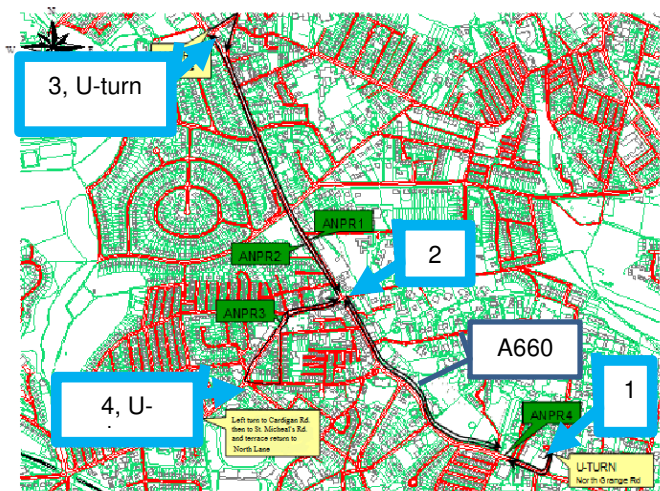 N
W
3, U-turn
ANPR1
ANPR2
2
ANPR3
A660
1
4, U-
ANPR4
Left turn to Cardigan Rd.
then to St. Micheal's Rd.
and terrace return to
North Lane
U-TURN
North Grange Rd